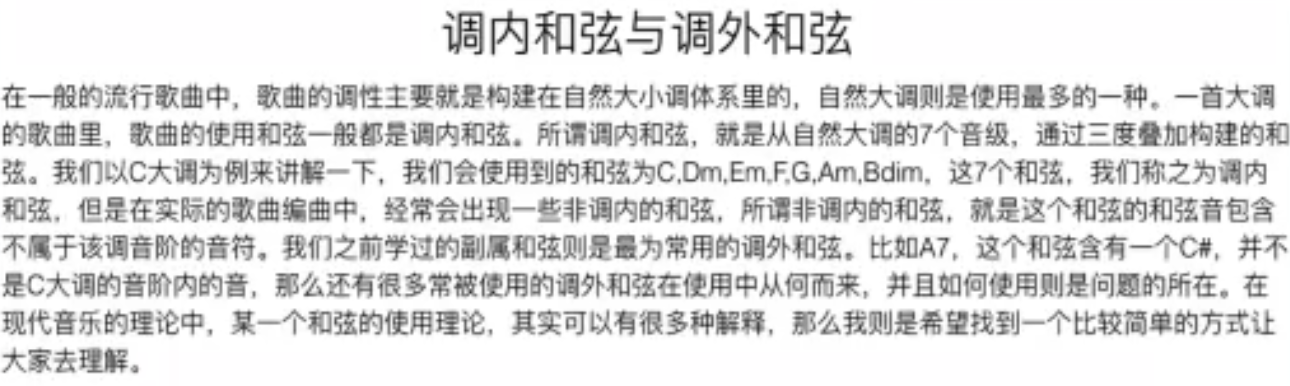 调内和弦与调外和弦
在一般的流行歌曲中，歌曲的调性主要就是构建在自然大小调体系里的，自然大调则是使用最多的一种。一首大调
的歌曲里，歌曲的使用和弦一般都是调内和弦。所谓调内和弦，就是从自然大调的7个音级，通过三度叠加构建的和
弦。我们以C大调为例来讲解一下，我们会使用到的和弦为C,Dm,Em,F,G,Am,Bdim，这7个和弦，我们称之为调内
和弦，但是在实际的歌曲编曲中，经常会出现一些非调内的和弦，所谓非调内的和弦，就是这个和弦的和弦音包含
不属于该调音阶的音符。我们之前学过的副属和弦则是最为常用的调外和弦。比如A7，这个和弦含有一个C#，并不
是C大调的音阶内的音，那么还有很多常被使用的调外和弦在使用中从何而来，并且如何使用则是问题的所在。在
现代音乐的理论中，某一个和弦的使用理论，其实可以有很多种解释，那么我则是希望找到一个比较简单的方式让
大家去理解。